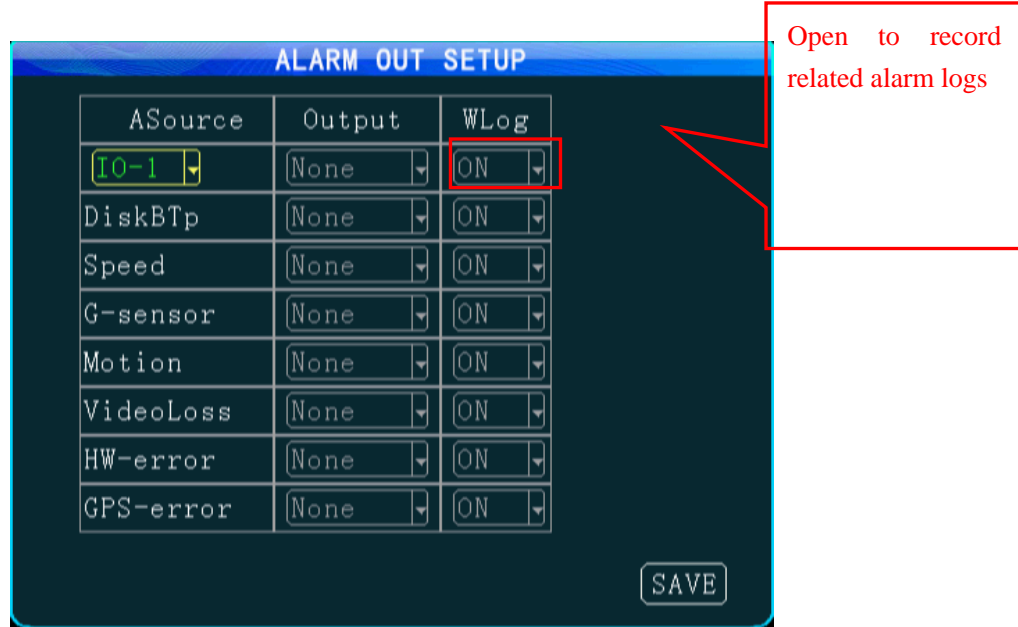 Open to record
related alarm logs
ALARM OUT SETUP
ASource Output WLog
IO-1 None ON
DiskBTp None ON
Speed None ON
G-sensor None ON
Motion None ON
VideoLoss None ON
HW-error None ON
GPS-error None ON
SAVE